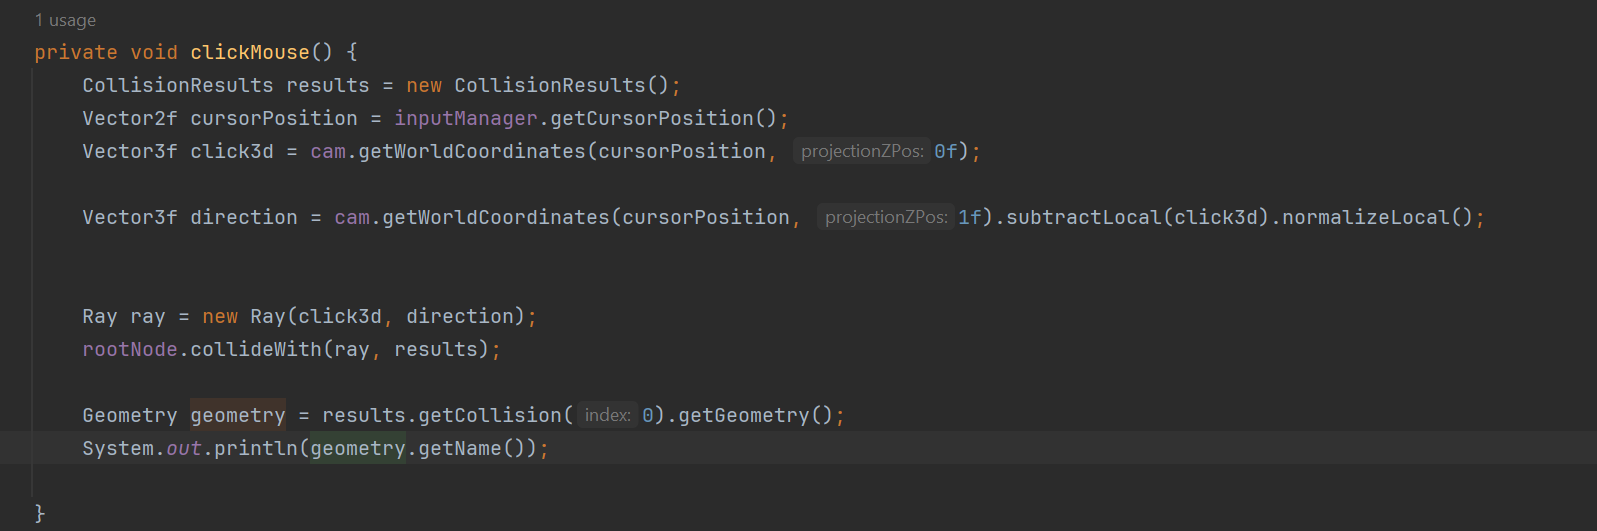 1 usage
private void clickMouse() {
    CollisionResults results = new CollisionResults();
    Vector2f cursorPosition = inputManager.getCursorPosition();
    Vector3f click3d = cam.getWorldCoordinates(cursorPosition, projectionZPos: 0f);
    Vector3f direction = cam.getWorldCoordinates(cursorPosition, projectionZPos: 1f).subtractLocal(click3d).normalizeLocal();
    Ray ray = new Ray(click3d, direction);
    rootNode.collideWith(ray, results);
    Geometry geometry = results.getCollision( index: 0).getGeometry();
    System.out.println(geometry.getName());
}